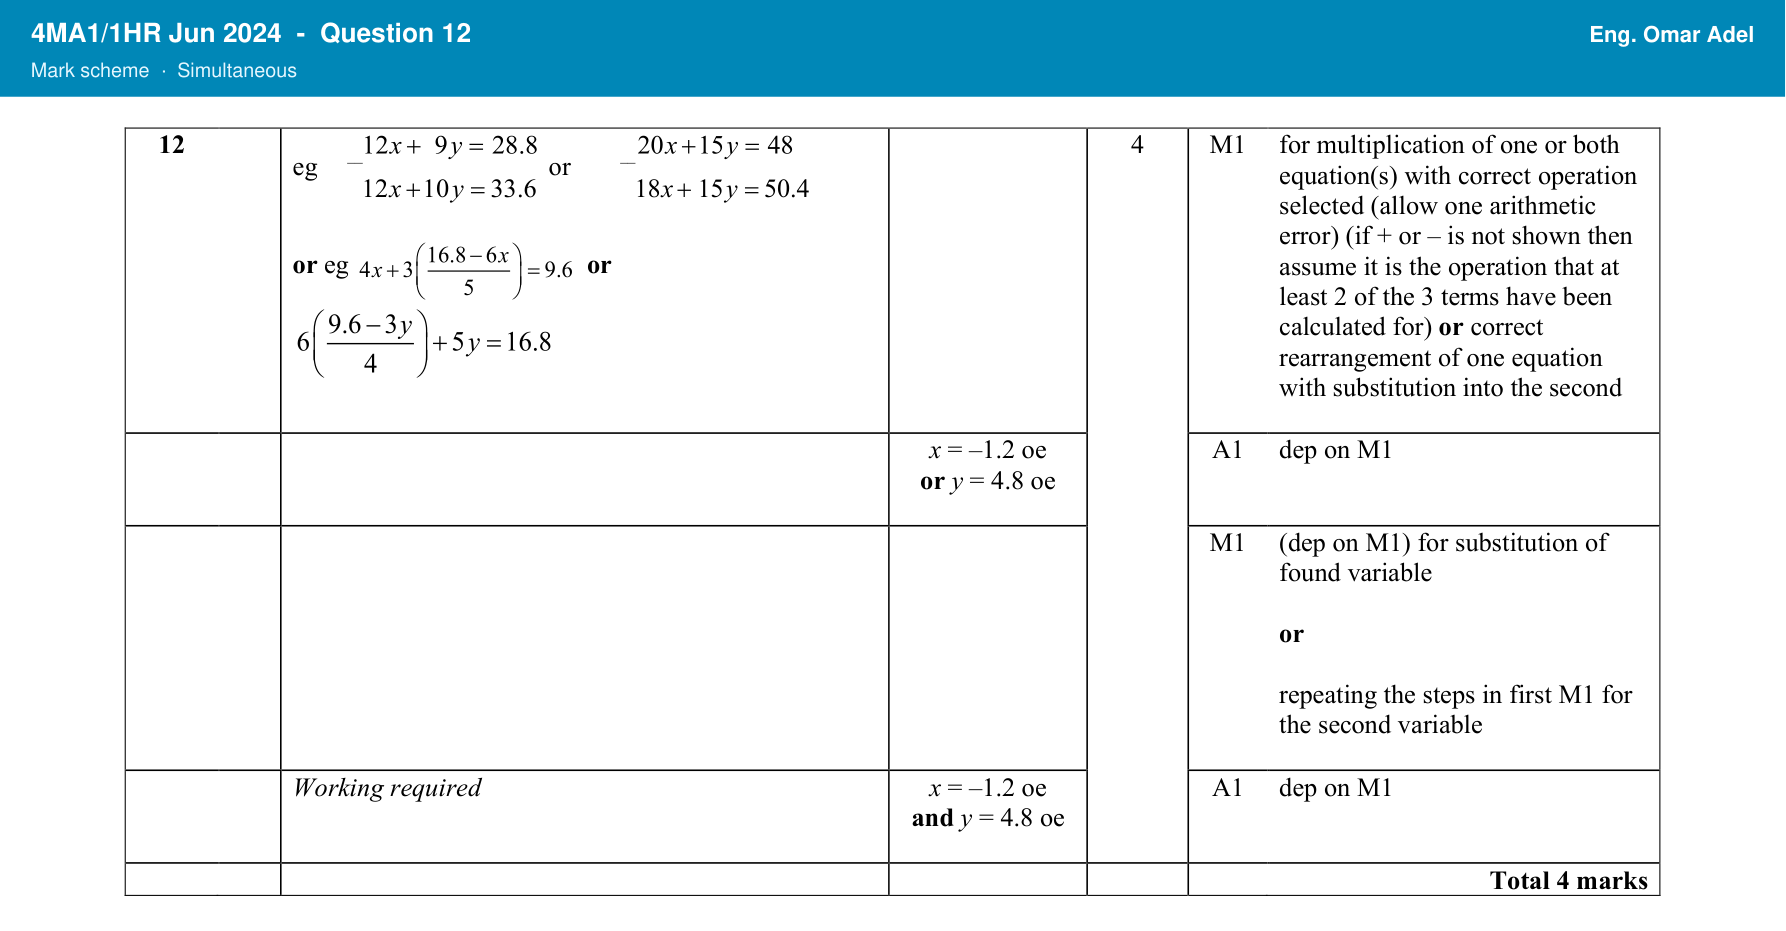 4MA1/1HR Jun 2024 - Question 12
Eng. Omar Adel
Mark scheme · Simultaneous
12
eg
12x + 9y = 28.8
– 12x + 10y = 33.6
or
20x + 15y = 48
– 18x + 15y = 50.4
4
M1
for multiplication of one or both
equation(s) with correct operation
selected (allow one arithmetic
error) (if + or – is not shown then
assume it is the operation that at
least 2 of the 3 terms have been
calculated for) or correct
rearrangement of one equation
with substitution into the second
or eg 4x + 3((16.8 – 6x)/5) = 9.6 or
6((9.6 – 3y)/4) + 5y = 16.8
x = –1.2 oe
or y = 4.8 oe
A1
dep on M1
M1
(dep on M1) for substitution of
found variable
or
repeating the steps in first M1 for
the second variable
Working required
x = –1.2 oe
and y = 4.8 oe
A1
dep on M1
Total 4 marks